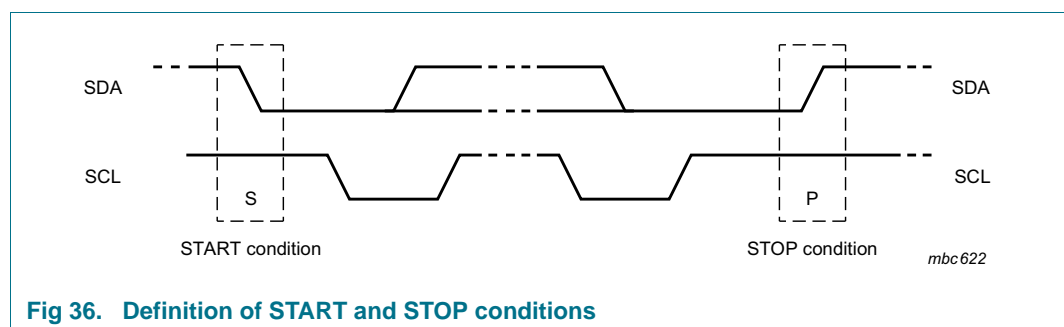 SDA
SDA
SCL
SCL
S
P
START condition
STOP condition
mbc622
Fig 36. Definition of START and STOP conditions